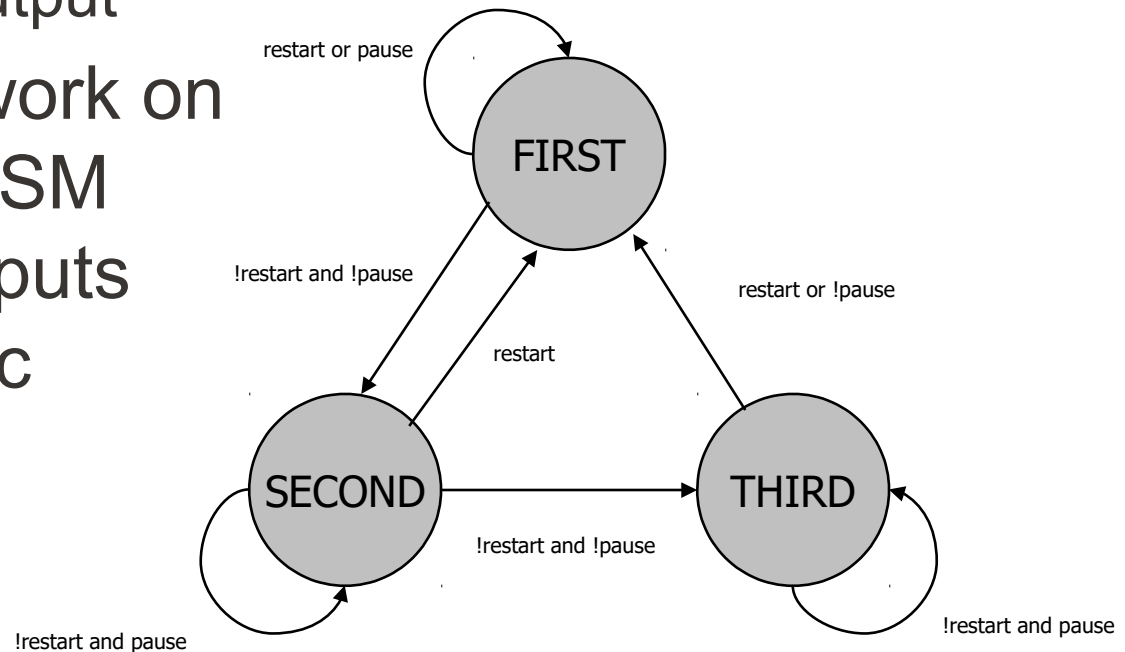 utput
work on
SM
puts
c
restart or pause
FIRST
!restart and !pause
restart
restart or !pause
SECOND
THIRD
!restart and !pause
!restart and pause
!restart and pause